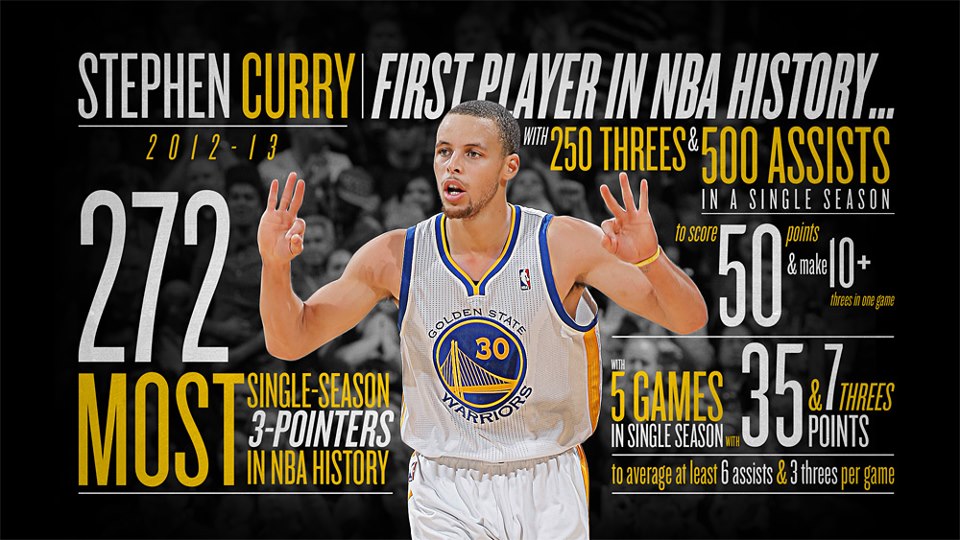 STEPHEN CURRY
2012-13
272
MOST
SINGLE-SEASON
3-POINTERS
IN NBA HISTORY
FIRST PLAYER IN NBA HISTORY...
WITH 250 THREES & 500 ASSISTS
IN A SINGLE SEASON
to score 50 points
& make 10+
threes in one game
WITH
5 GAMES
IN SINGLE SEASON WITH
35
& 7 THREES
POINTS
to average at least 6 assists & 3 threes per game
GOLDEN STATE
30
WARRIORS